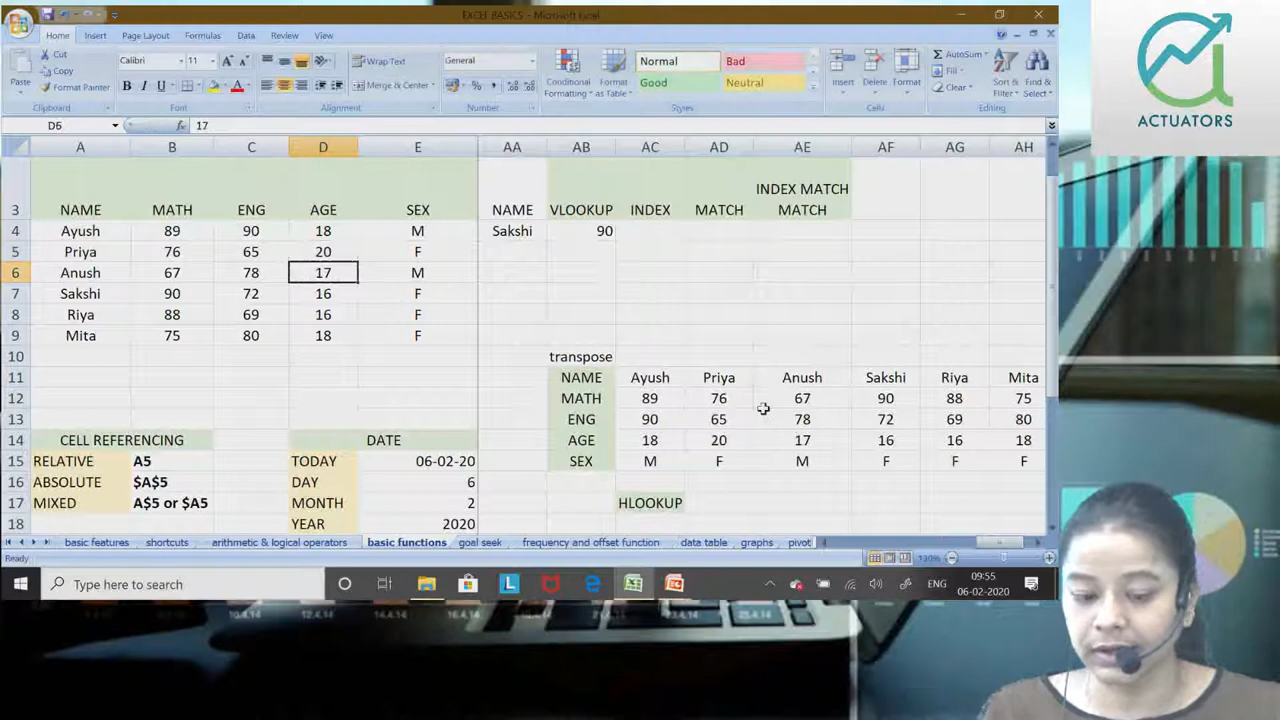 EXCEL BASICS - Microsoft Excel
Home Insert Page Layout Formulas Data Review View
Paste Cut Copy Format Painter Clipboard
Calibri 11 B U A Font
Wrap Text Merge & Center Alignment
General % Number
Conditional Formatting Format as Table Normal Bad Good Neutral Styles
Insert Delete Format Cells
Σ AutoSum Fill Clear Sort & Filter Find & Select Editing
D6 fx 17
A B C D E AA AB AC AD AE AF AG AH
INDEX MATCH
3 NAME MATH ENG AGE SEX NAME VLOOKUP INDEX MATCH MATCH
4 Ayush 89 90 18 M Sakshi 90
5 Priya 76 65 20 F
6 Anush 67 78 17 M
7 Sakshi 90 72 16 F
8 Riya 88 69 16 F
9 Mita 75 80 18 F
10 transpose
11 NAME Ayush Priya Anush Sakshi Riya Mita
12 MATH 89 76 67 90 88 75
13 ENG 90 65 78 72 69 80
14 CELL REFERENCING DATE AGE 18 20 17 16 16 18
15 RELATIVE A5 TODAY 06-02-20 SEX M F M F F F
16 ABSOLUTE $A$5 DAY 6
17 MIXED A$5 or $A5 MONTH 2 HLOOKUP
18 YEAR 2020
basic features shortcuts arithmetic & logical operators basic functions goal seek frequency and offset function data table graphs pivot
Ready 130%
Type here to search L ENG 09:55
06-02-2020
ACTUATORS